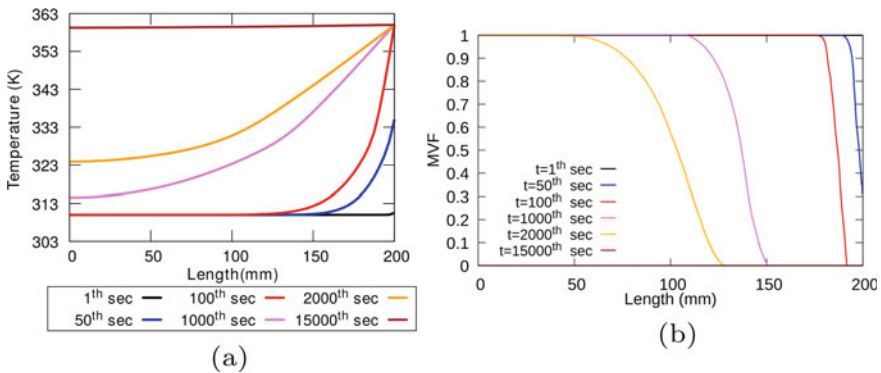 363
353
343
333
323
313
303
Temperature (K)
0
50
100
150
200
Length(mm)
1th sec
100th sec
2000th sec
50th sec
1000th sec
15000th sec
(a)
1
0.9
0.8
0.7
0.6
0.5
0.4
0.3
0.2
0.1
0
MVF
t=1th sec
t=50th sec
t=100th sec
t=1000th sec
t=2000th sec
t=15000th sec
0
50
100
150
200
Length (mm)
(b)